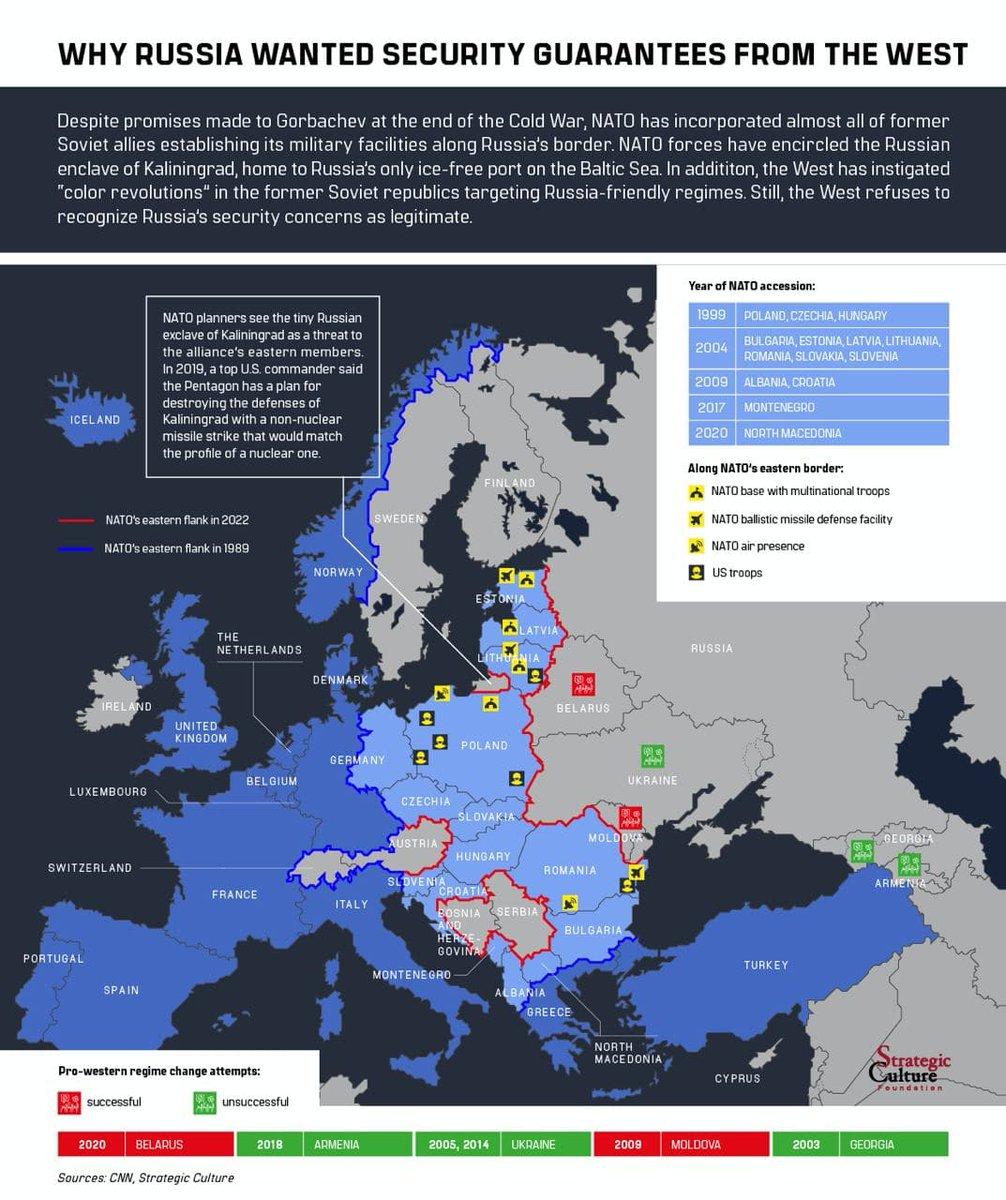 WHY RUSSIA WANTED SECURITY GUARANTEES FROM THE WEST
Despite promises made to Gorbachev at the end of the Cold War, NATO has incorporated almost all of former
Soviet allies establishing its military facilities along Russia's border. NATO forces have encircled the Russian
enclave of Kaliningrad, home to Russia's only ice-free port on the Baltic Sea. In addititon, the West has instigated
"color revolutions" in the former Soviet republics targeting Russia-friendly regimes. Still, the West refuses to
recognize Russia's security concerns as legitimate.
NATO planners see the tiny Russian
exclave of Kaliningrad as a threat to
the alliance's eastern members.
In 2019, a top U.S. commander said
the Pentagon has a plan for
destroying the defenses of
Kaliningrad with a non-nuclear
missile strike that would match
the profile of a nuclear one.
Year of NATO accession:
1999 POLAND, CZECHIA, HUNGARY
2004 BULGARIA, ESTONIA, LATVIA, LITHUANIA,
ROMANIA, SLOVAKIA, SLOVENIA
2009 ALBANIA, CROATIA
2017 MONTENEGRO
2020 NORTH MACEDONIA
Along NATO's eastern border:
NATO base with multinational troops
NATO ballistic missile defense facility
NATO air presence
US troops
NATO's eastern flank in 2022
NATO's eastern flank in 1989
ICELAND
FINLAND
SWEDEN
NORWAY
ESTONIA
LATVIA
LITHUANIA
RUSSIA
THE
NETHERLANDS
DENMARK
IRELAND
UNITED
KINGDOM
BELARUS
POLAND
GERMANY
BELGIUM
UKRAINE
LUXEMBOURG
CZECHIA
SLOVAKIA
MOLDOVA
AUSTRIA
GEORGIA
HUNGARY
SWITZERLAND
ROMANIA
SLOVENIA
ARMENIA
CROATIA
FRANCE
ITALY
BOSNIA
AND
HERZE-
GOVINA
SERBIA
BULGARIA
PORTUGAL
SPAIN
MONTENEGRO
TURKEY
ALBANIA
GREECE
NORTH
MACEDONIA
CYPRUS
Strategic
Culture
Foundation
Pro-western regime change attempts:
successful
unsuccessful
2020 BELARUS 2018 ARMENIA 2005, 2014 UKRAINE 2009 MOLDOVA 2003 GEORGIA
Sources: CNN, Strategic Culture